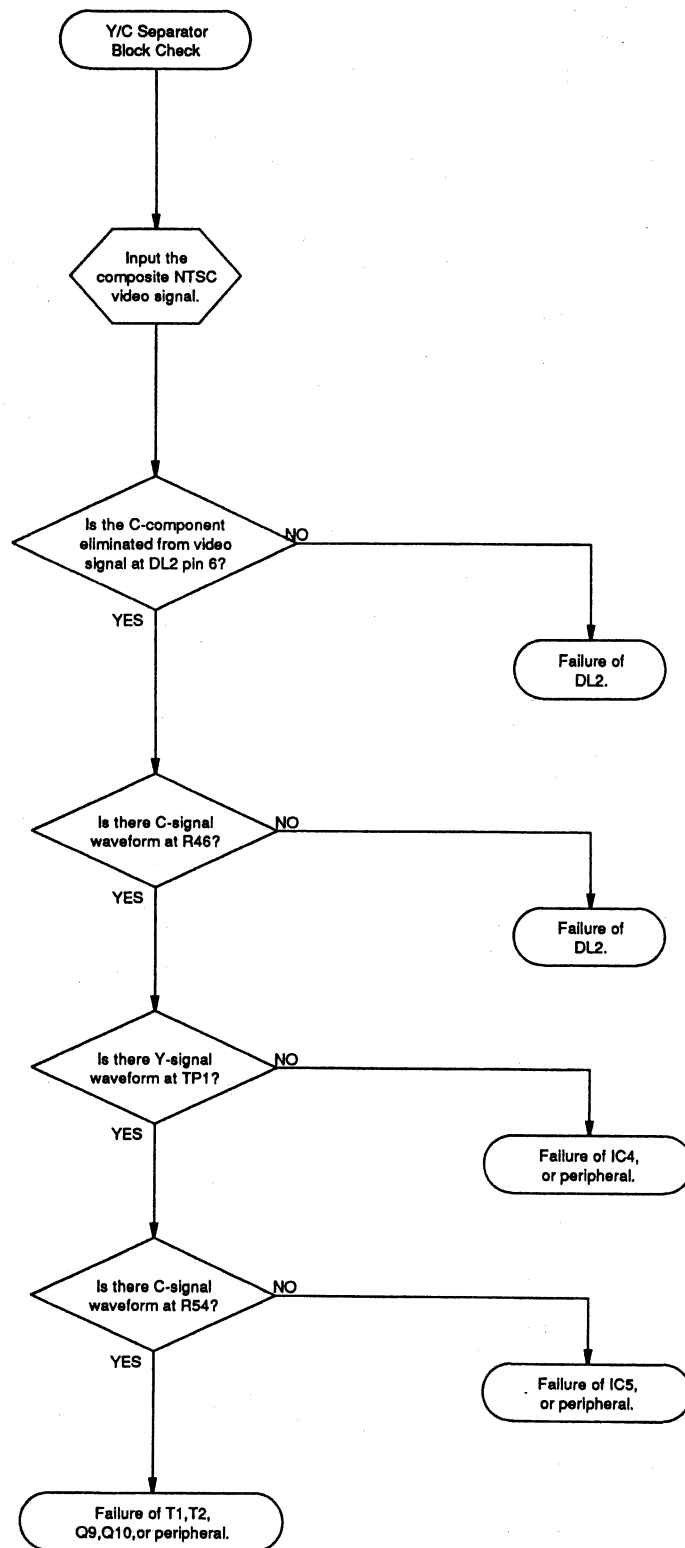 Y/C Separator
Block Check
Input the
composite NTSC
video signal.
Is the C-component
eliminated from video
signal at DL2 pin 6?
NO
YES
Failure of
DL2.
Is there C-signal
waveform at R46?
NO
YES
Failure of
DL2.
Is there Y-signal
waveform at TP1?
NO
YES
Failure of IC4,
or peripheral.
Is there C-signal
waveform at R54?
NO
YES
Failure of IC5,
or peripheral.
Failure of T1,T2,
Q9,Q10,or peripheral.